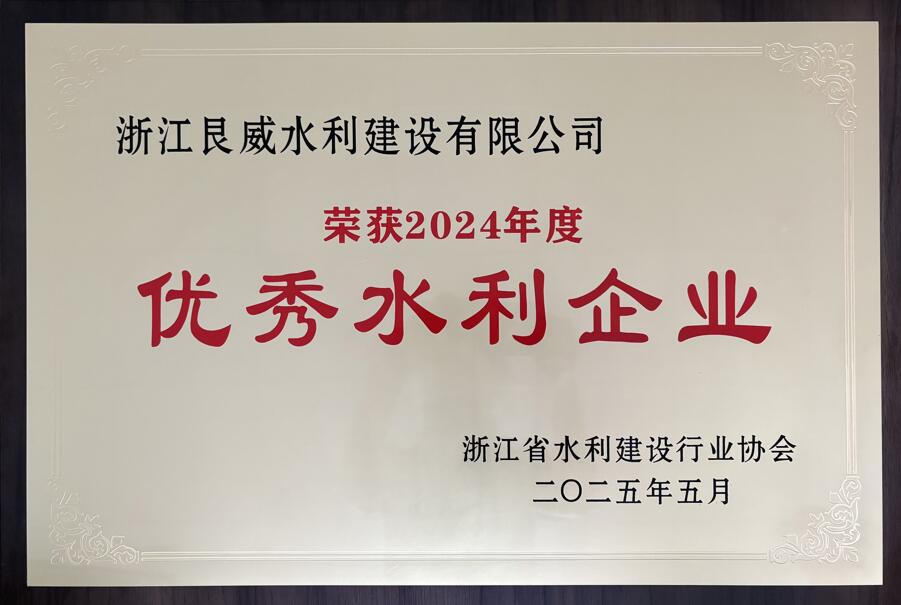 浙江艮威水利建设有限公司
荣获2024年度
优秀水利企业
浙江省水利建设行业协会
二〇二五年五月